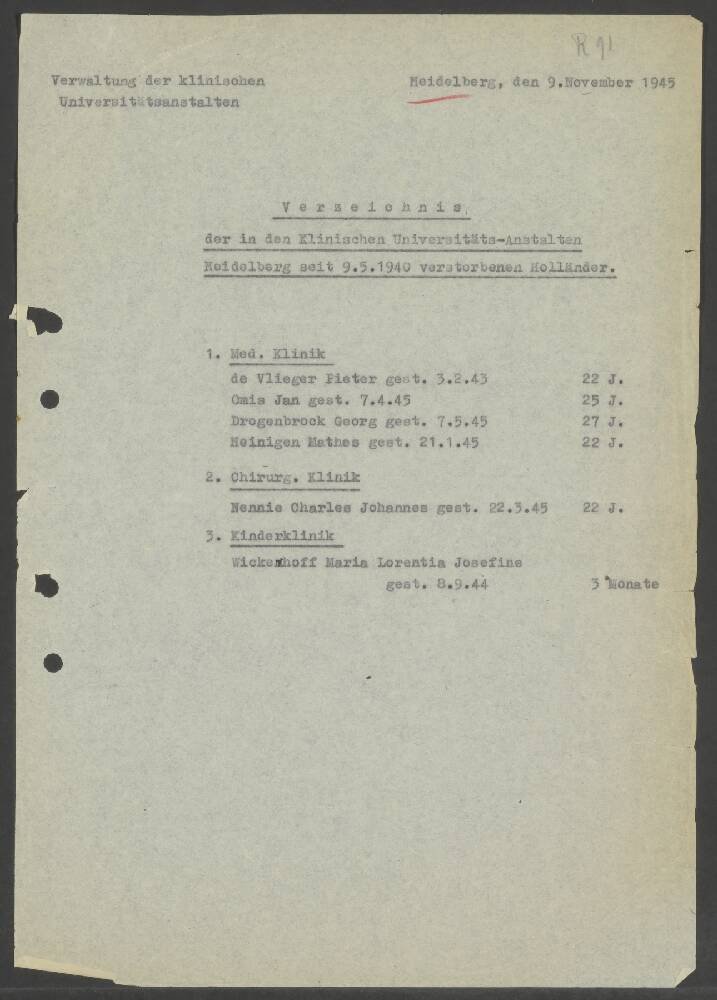 R 91
Verwaltung der klinischen
Universitätsanstalten
Heidelberg, den 9.November 1945
Verzeichnis
der in den Klinischen Universitäts-Anstalten
Heidelberg seit 9.5.1940 verstorbenen Holländer.
1. Med. Klinik
de Vlieger Pieter gest. 3.2.43 22 J.
Omis Jan gest. 7.4.45 25 J.
Drogenbrock Georg gest. 7.5.45 27 J.
Heinigen Mathes gest. 21.1.45 22 J.
2. Chirurg. Klinik
Nennie Charles Johannes gest. 22.3.45 22 J.
3. Kinderklinik
Wickenhoff Maria Lorentia Josefine
gest. 8.9.44 3 Monate